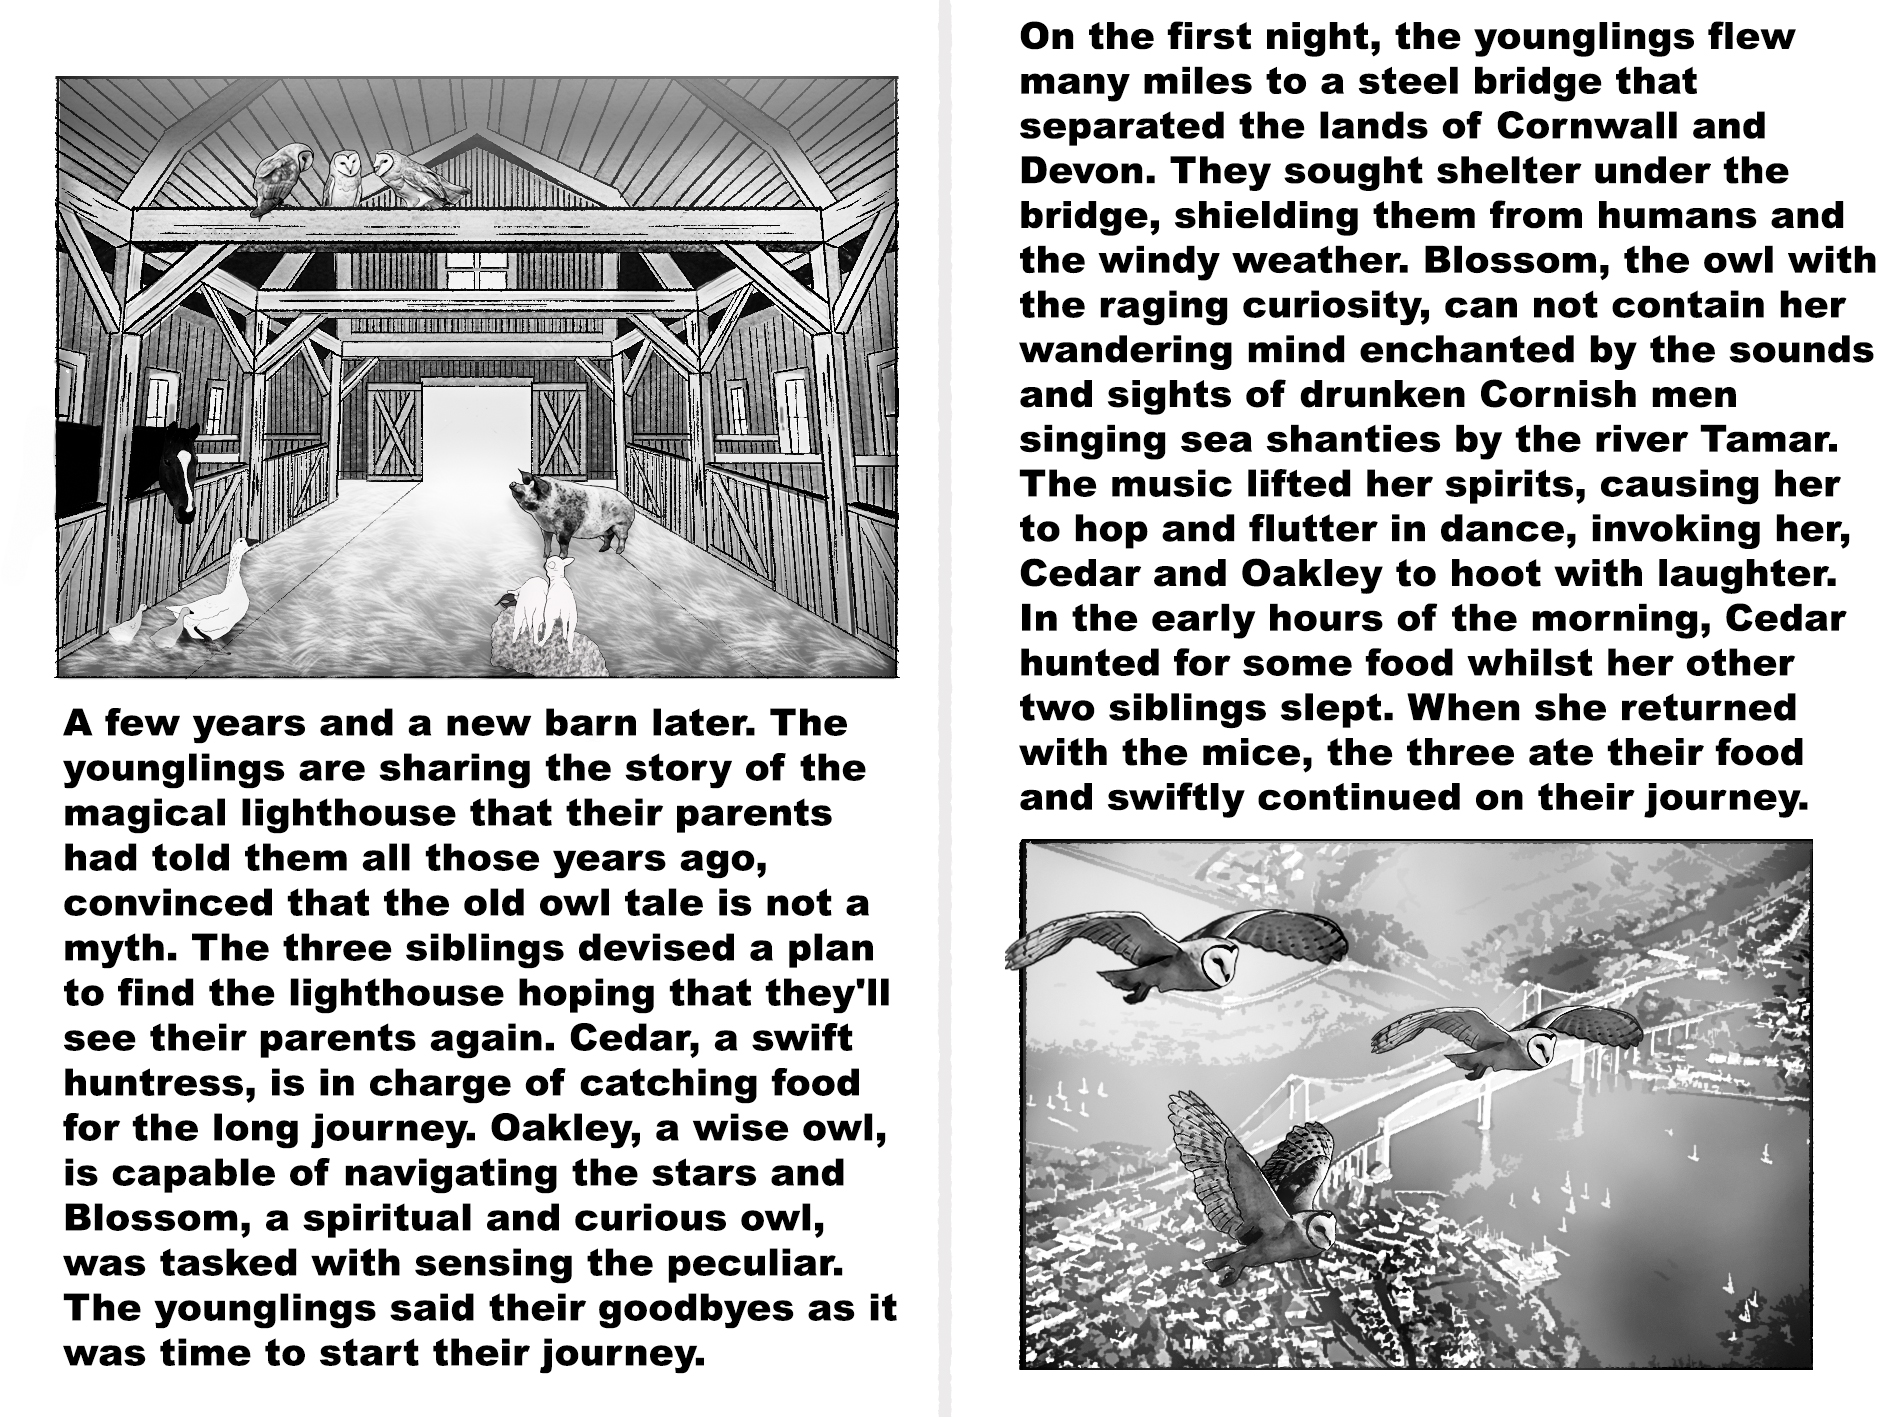 A few years and a new barn later. The
younglings are sharing the story of the
magical lighthouse that their parents
had told them all those years ago,
convinced that the old owl tale is not a
myth. The three siblings devised a plan
to find the lighthouse hoping that they'll
see their parents again. Cedar, a swift
huntress, is in charge of catching food
for the long journey. Oakley, a wise owl,
is capable of navigating the stars and
Blossom, a spiritual and curious owl,
was tasked with sensing the peculiar.
The younglings said their goodbyes as it
was time to start their journey.
On the first night, the younglings flew
many miles to a steel bridge that
separated the lands of Cornwall and
Devon. They sought shelter under the
bridge, shielding them from humans and
the windy weather. Blossom, the owl with
the raging curiosity, can not contain her
wandering mind enchanted by the sounds
and sights of drunken Cornish men
singing sea shanties by the river Tamar.
The music lifted her spirits, causing her
to hop and flutter in dance, invoking her,
Cedar and Oakley to hoot with laughter.
In the early hours of the morning, Cedar
hunted for some food whilst her other
two siblings slept. When she returned
with the mice, the three ate their food
and swiftly continued on their journey.